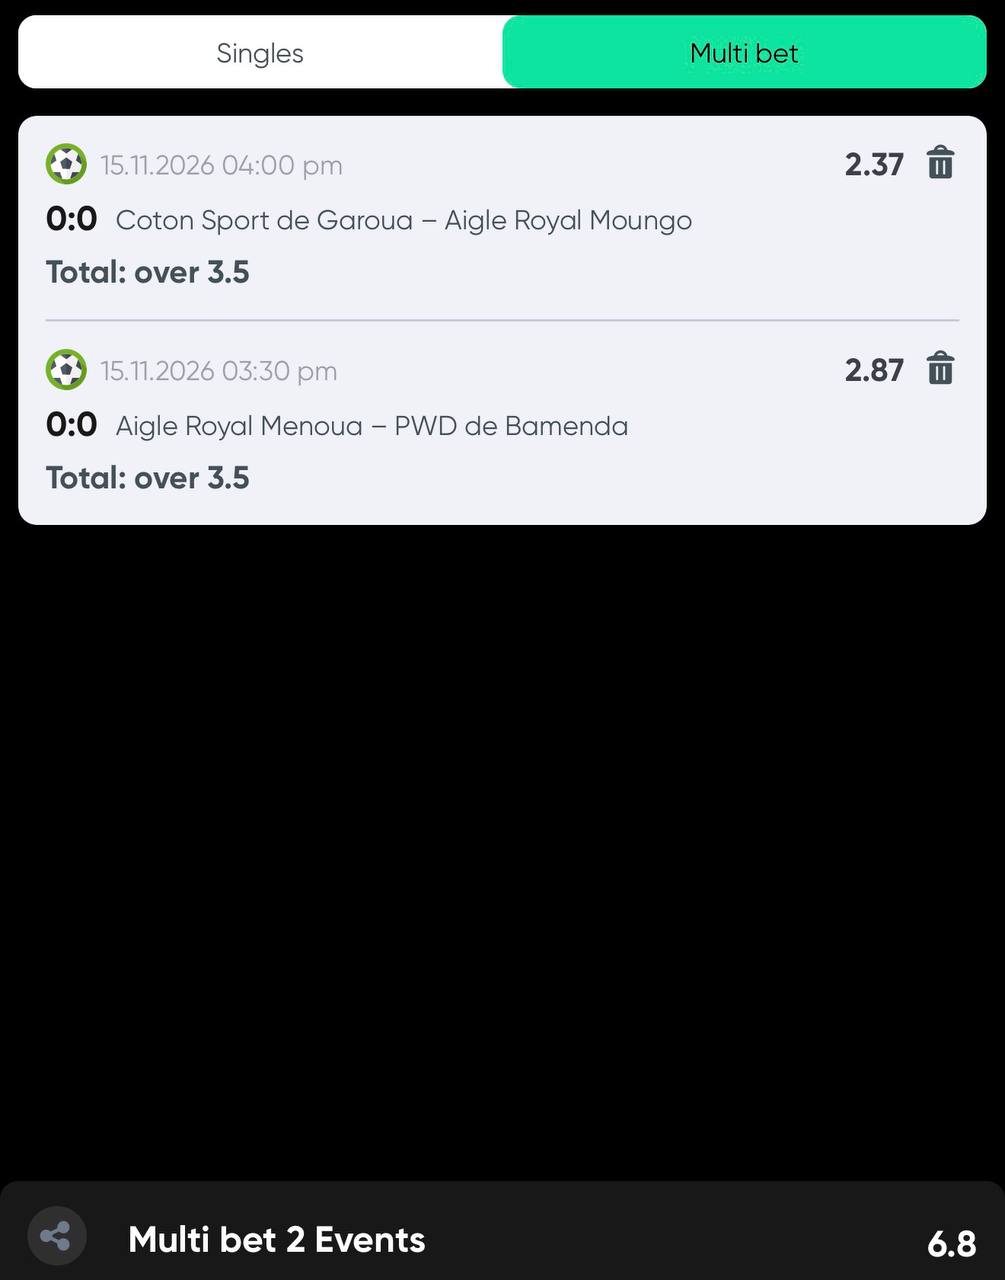 Singles
Multi bet
15.11.2026 04:00 pm 2.37
0:0 Coton Sport de Garoua – Aigle Royal Moungo
Total: over 3.5
15.11.2026 03:30 pm 2.87
0:0 Aigle Royal Menoua – PWD de Bamenda
Total: over 3.5
Multi bet 2 Events 6.8